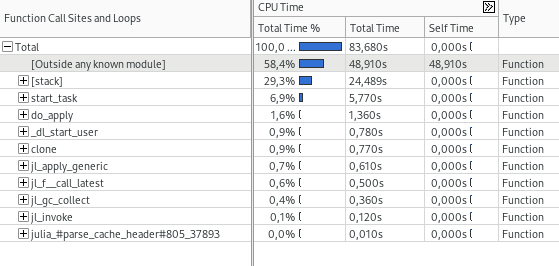 Function Call Sites and Loops CPU Time Type
Total Time % Total Time Self Time
Total 100,0 ... 83,680s 0,000s
[Outside any known module] 58,4% 48,910s 48,910s Function
[stack] 29,3% 24,489s 0,000s Function
start_task 6,9% 5,770s 0,000s Function
do_apply 1,6% 1,360s 0,000s Function
_dl_start_user 0,9% 0,780s 0,000s Function
clone 0,9% 0,770s 0,000s Function
jl_apply_generic 0,7% 0,610s 0,000s Function
jl_f__call_latest 0,6% 0,500s 0,000s Function
jl_gc_collect 0,4% 0,360s 0,000s Function
jl_invoke 0,1% 0,120s 0,000s Function
julia_#parse_cache_header#805_37893 0,0% 0,010s 0,000s Function